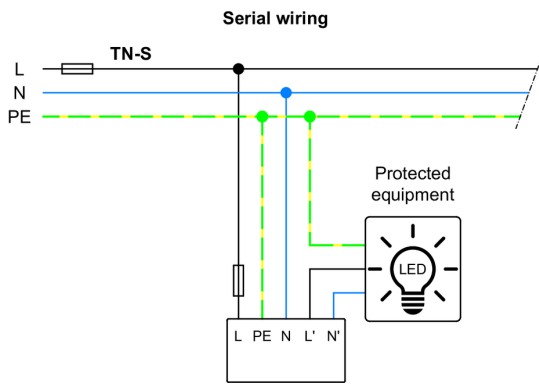 Serial wiring
TN-S
L
N
PE
Protected
equipment
LED
L PE N L' N'